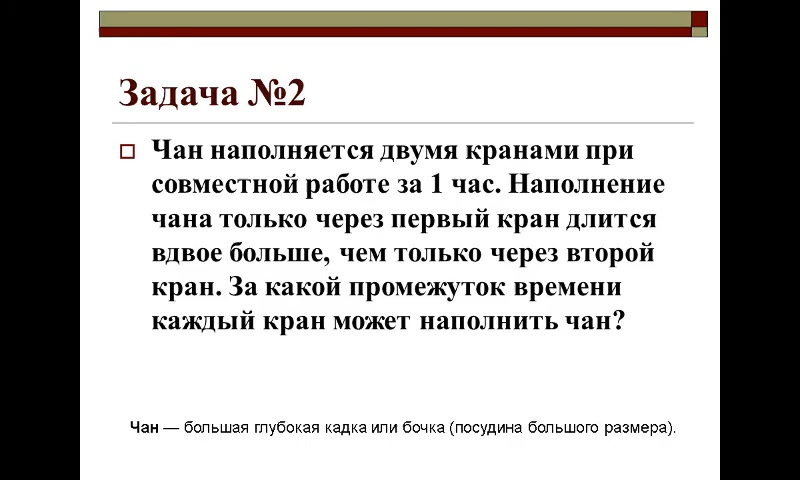 Задача №2
Чан наполняется двумя кранами при
совместной работе за 1 час. Наполнение
чана только через первый кран длится
вдвое больше, чем только через второй
кран. За какой промежуток времени
каждый кран может наполнить чан?
Чан — большая глубокая кадка или бочка (посудина большого размера).